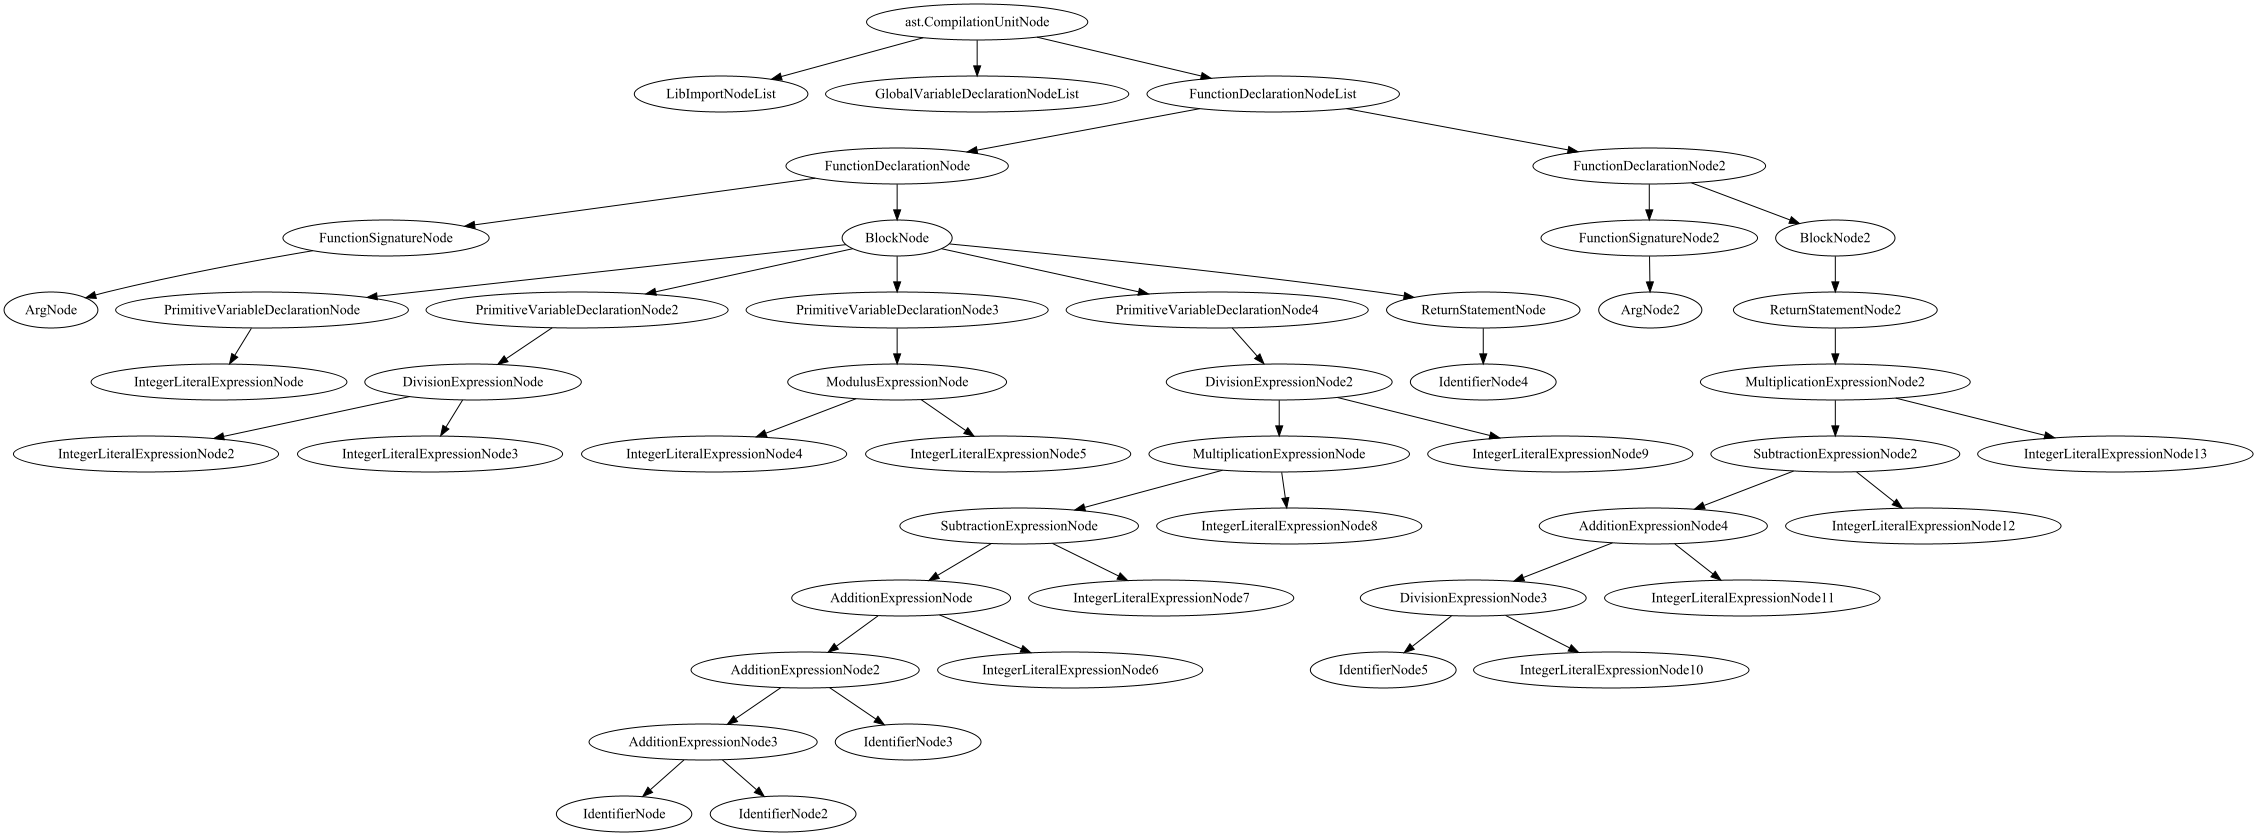 ast.CompilationUnitNode
LibImportNodeList
GlobalVariableDeclarationNodeList
FunctionDeclarationNodeList
FunctionDeclarationNode
FunctionDeclarationNode2
FunctionSignatureNode
BlockNode
FunctionSignatureNode2
BlockNode2
ArgNode
PrimitiveVariableDeclarationNode
PrimitiveVariableDeclarationNode2
PrimitiveVariableDeclarationNode3
PrimitiveVariableDeclarationNode4
ReturnStatementNode
ArgNode2
ReturnStatementNode2
IntegerLiteralExpressionNode
DivisionExpressionNode
ModulusExpressionNode
DivisionExpressionNode2
IdentifierNode4
MultiplicationExpressionNode2
IntegerLiteralExpressionNode2
IntegerLiteralExpressionNode3
IntegerLiteralExpressionNode4
IntegerLiteralExpressionNode5
MultiplicationExpressionNode
IntegerLiteralExpressionNode9
SubtractionExpressionNode2
IntegerLiteralExpressionNode13
SubtractionExpressionNode
IntegerLiteralExpressionNode8
AdditionExpressionNode4
IntegerLiteralExpressionNode12
AdditionExpressionNode
IntegerLiteralExpressionNode7
DivisionExpressionNode3
IntegerLiteralExpressionNode11
AdditionExpressionNode2
IntegerLiteralExpressionNode6
IdentifierNode5
IntegerLiteralExpressionNode10
AdditionExpressionNode3
IdentifierNode3
IdentifierNode
IdentifierNode2